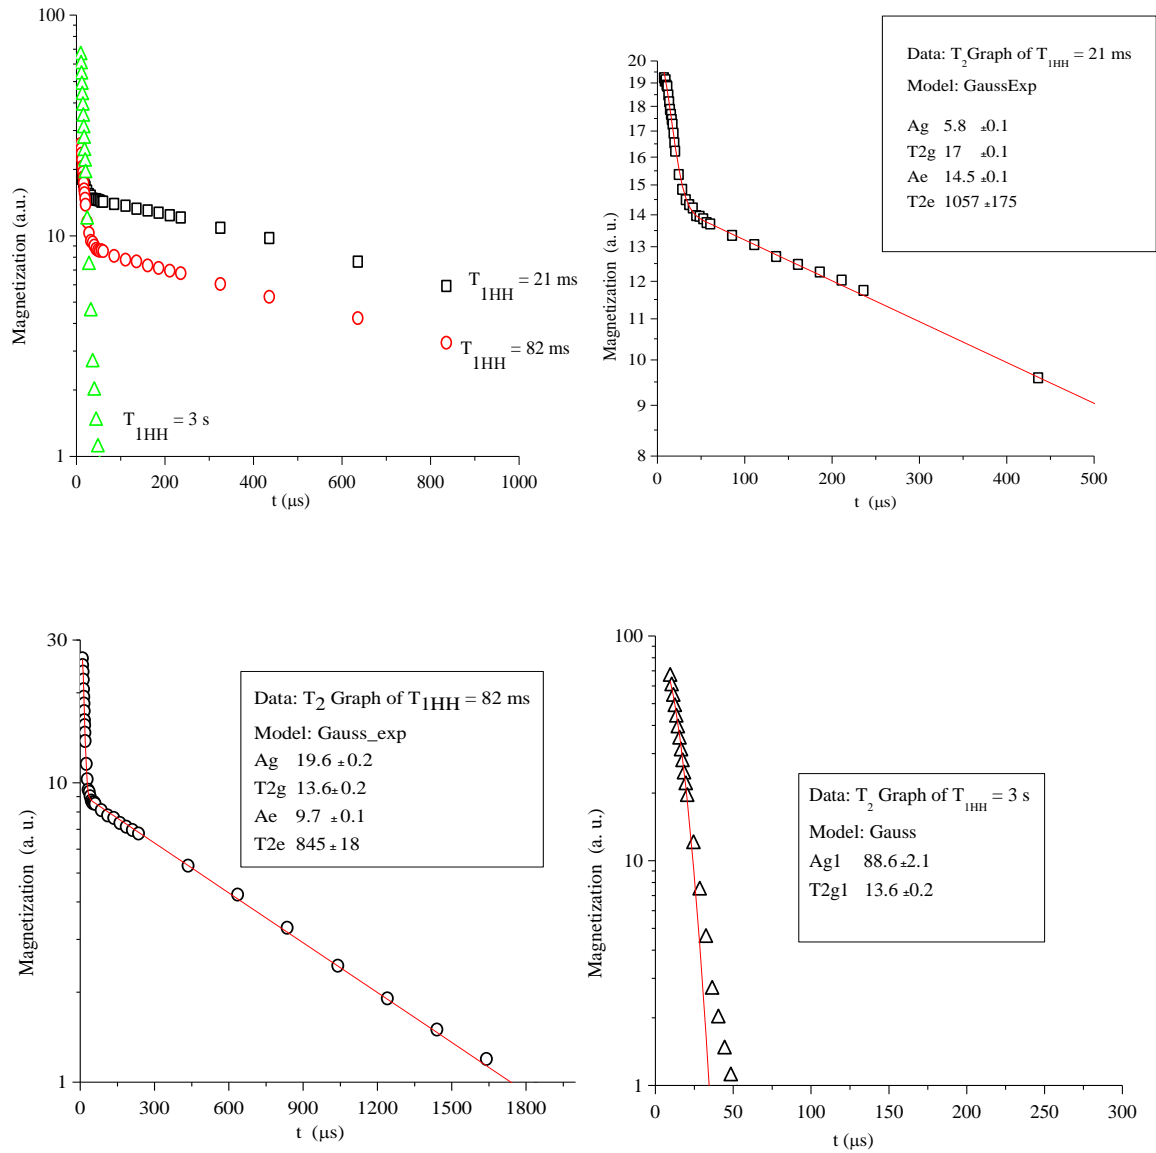 100
10
1
Magnetization (a.u.)
0 200 400 600 800 1000
t (μs)
T1HH = 21 ms
T1HH = 82 ms
T1HH = 3 s
20
19
18
17
16
15
14
13
12
11
10
9
8
Magnetization (a. u.)
0 100 200 300 400 500
t (μs)
Data: T2 Graph of T1HH = 21 ms
Model: GaussExp
Ag 5.8 ±0.1
T2g 17 ±0.1
Ae 14.5 ±0.1
T2e 1057 ±175
30
10
1
Magnetization (a. u.)
0 300 600 900 1200 1500 1800
t (μs)
Data: T2 Graph of T1HH = 82 ms
Model: Gauss_exp
Ag 19.6 ±0.2
T2g 13.6±0.2
Ae 9.7 ±0.1
T2e 845±18
100
10
1
Magnetization (a. u.)
0 50 100 150 200 250 300
t (μs)
Data: T2 Graph of T1HH = 3 s
Model: Gauss
Ag1 88.6±2.1
T2g1 13.6 ±0.2